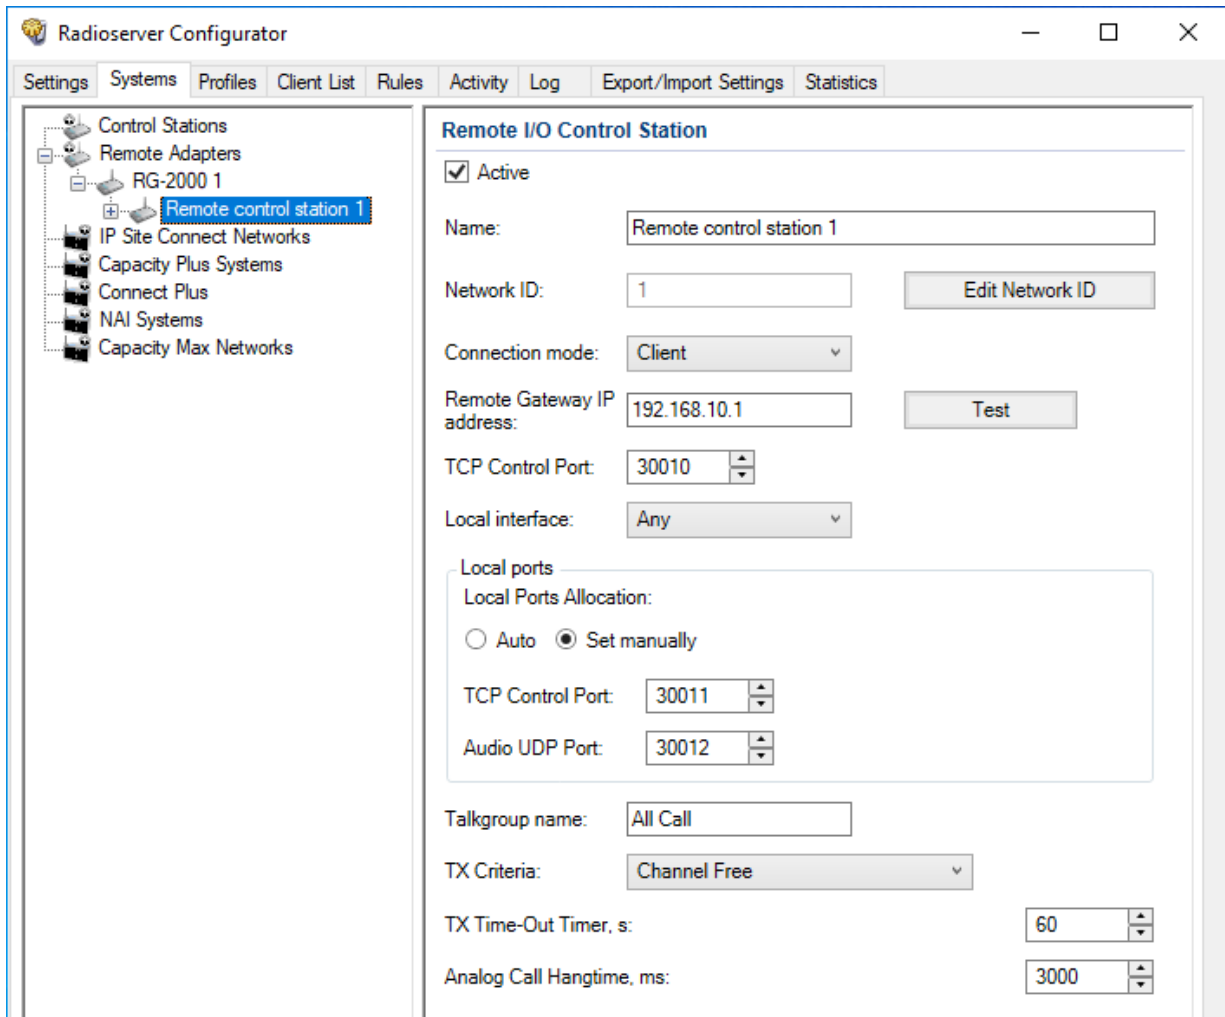 Radioserver Configurator
Settings Systems Profiles Client List Rules Activity Log Export/Import Settings Statistics
Control Stations
Remote Adapters
RG-2000 1
Remote control station 1
IP Site Connect Networks
Capacity Plus Systems
Connect Plus
NAI Systems
Capacity Max Networks
Remote I/O Control Station
Active
Name: Remote control station 1
Network ID: 1 Edit Network ID
Connection mode: Client
Remote Gateway IP
address: 192.168.10.1 Test
TCP Control Port: 30010
Local interface: Any
Local ports
Local Ports Allocation:
Auto Set manually
TCP Control Port: 30011
Audio UDP Port: 30012
Talkgroup name: All Call
TX Criteria: Channel Free
TX Time-Out Timer, s: 60
Analog Call Hangtime, ms: 3000